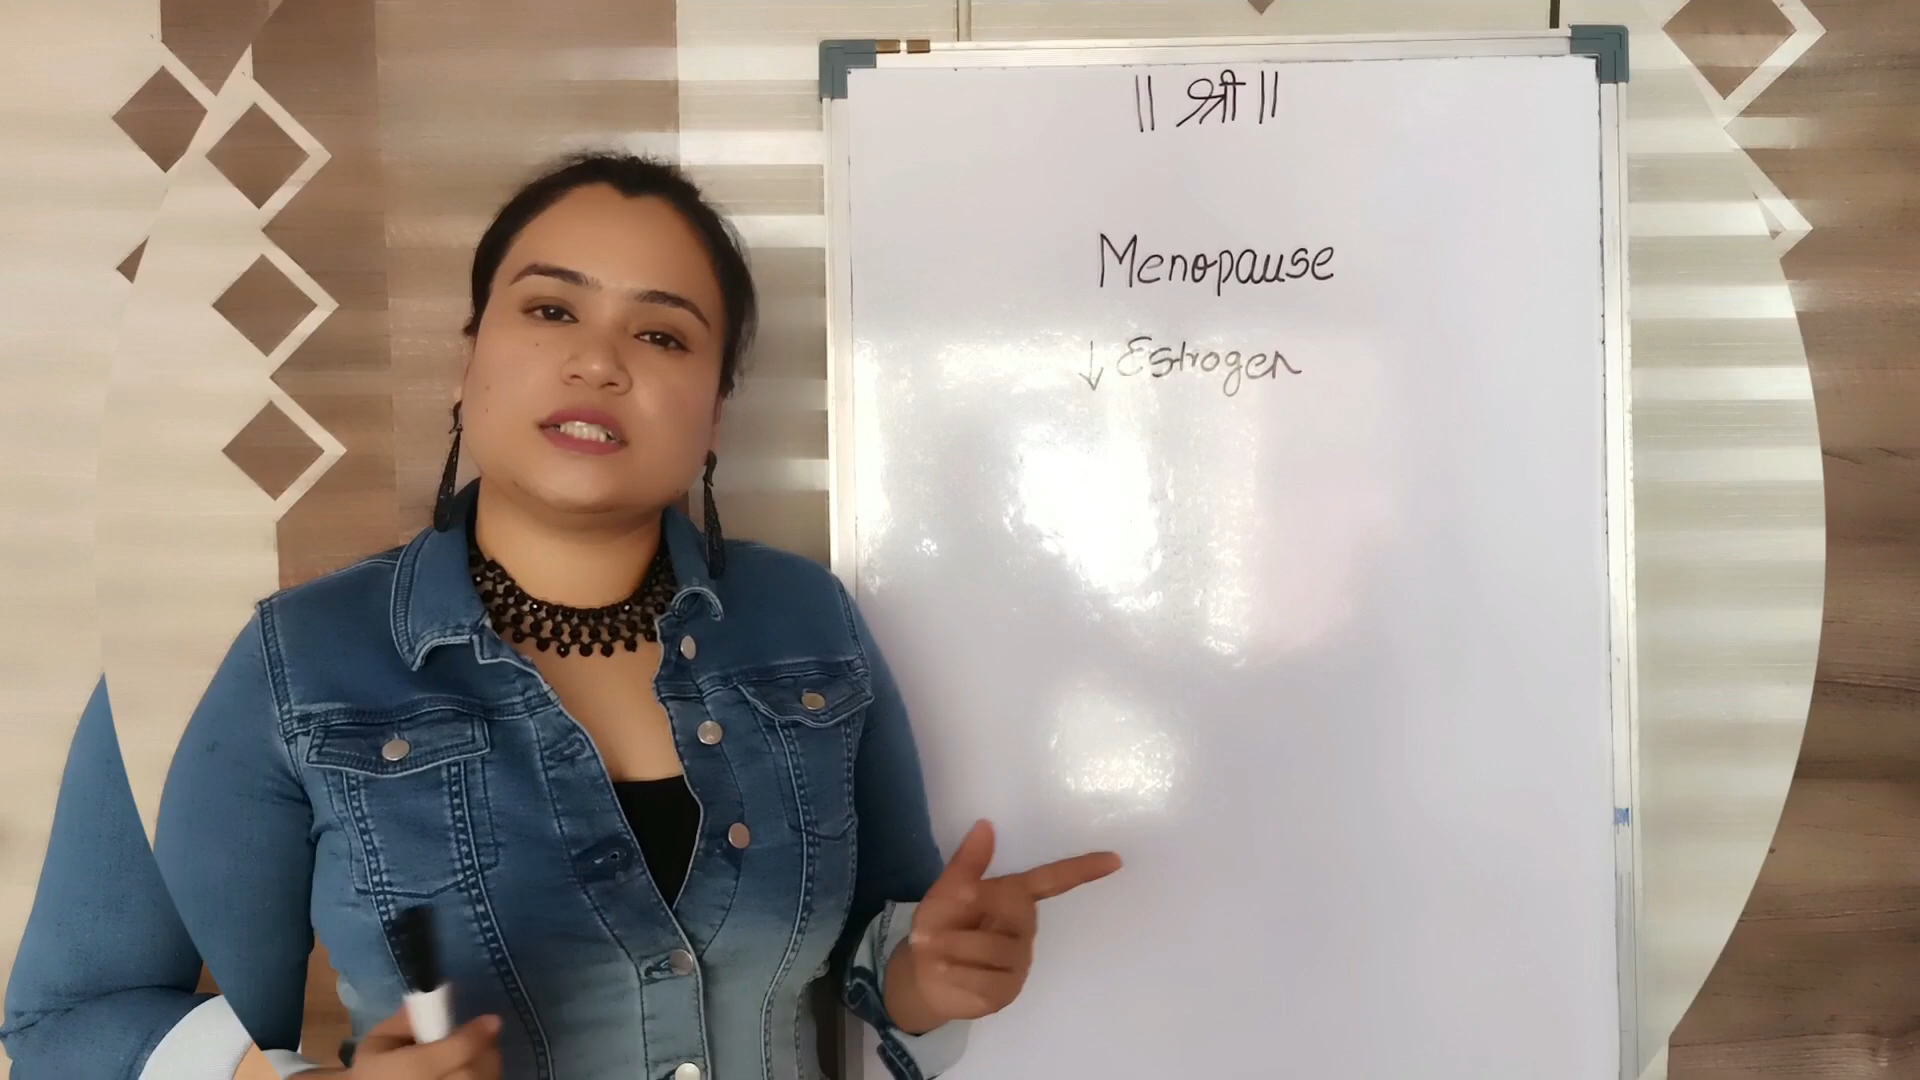 || श्री ||
Menopause
↓ Estrogen